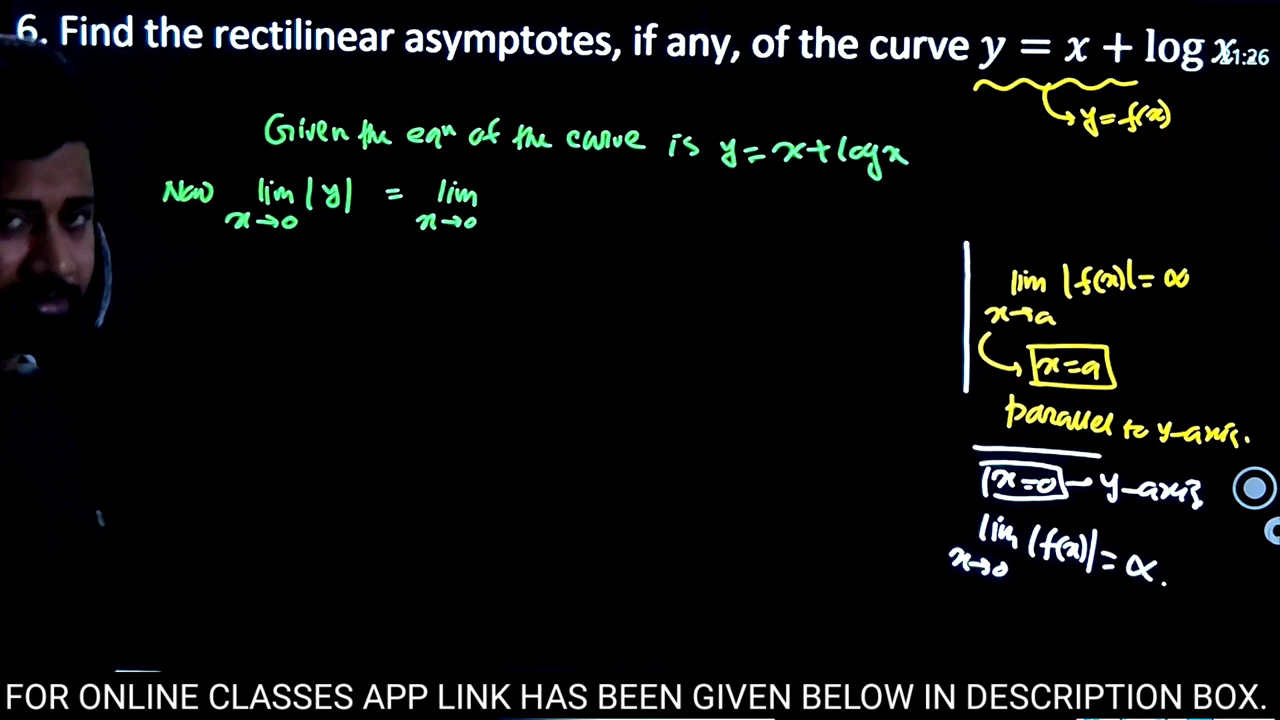 6. Find the rectilinear asymptotes, if any, of the curve y = x + log x
1:26
y = f(x)
Given the eqⁿ of the curve is y = x + log x
Now lim x→0 |y| = lim x→0
lim x→a |f(x)| = ∞
x = a
parallel to y-axis.
x = 0 → y-axis
lim x→0 |f(x)| = ∝.
FOR ONLINE CLASSES APP LINK HAS BEEN GIVEN BELOW IN DESCRIPTION BOX.